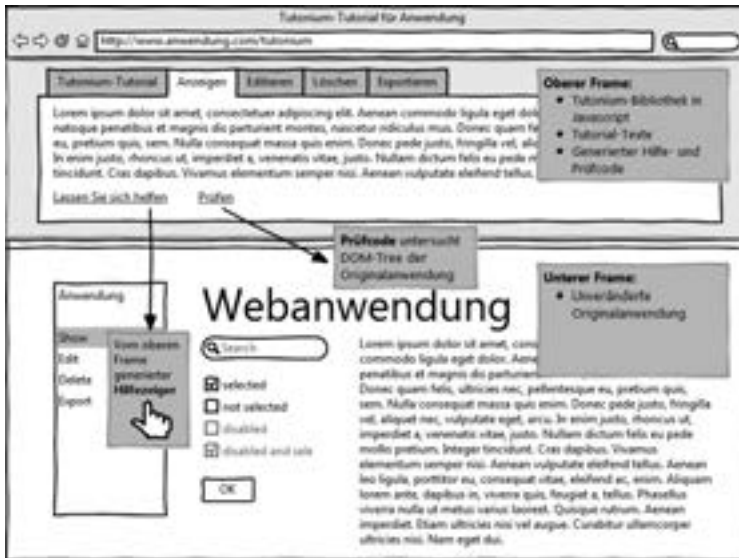 Tutorium-Tutorial für Anwendung
http://www.anwendung.com/tutorium
Tutorium-Tutorial
Anzeigen
Editieren
Löschen
Exportieren
Lorem ipsum dolor sit amet, consectetuer adipiscing elit. Aenean commodo ligula eget
natoque penatibus et magnis dis parturient montes, nascetur ridiculus mus. Donec quam
eu, pretium quis, sem. Nulla consequat massa quis enim. Donec pede justo, fringilla vel,
In enim justo, rhoncus ut, imperdiet a, venenatis vitae, justo. Nullam dictum felis eu pede
tincidunt. Cras dapibus. Vivamus elementum semper nisi. Aenean vulputate eleifend tellus.
Lassen Sie sich helfen
Prüfen
Oberer Frame:
• Tutorium-Bibliothek in
Javascript
• Tutorial-Texte
• Generierter Hilfe- und
Prüfcode
Prüfcode untersucht
DOM-Tree der
Originalanwendung
Unterer Frame:
• Unveränderte
Originalanwendung
Anwendung
Show
Edit
Delete
Export
Vom oberen
Frame
generierter
Hilfezeiger
Webanwendung
Search
selected
not selected
disabled
disabled and sele
OK
Lorem ipsum dolor sit amet,
commodo ligula eget dolor.
penatibus et magnis dis parturient
Donec quam felis, ultricies nec, pellentesque eu, pretium quis,
sem. Nulla consequat massa quis enim. Donec pede justo, fringilla
vel, aliquet nec, vulputate eget, arcu. In enim justo, rhoncus ut,
imperdiet a, venenatis vitae, justo. Nullam dictum felis eu pede
mollis pretium. Integer tincidunt. Cras dapibus. Vivamus
elementum semper nisi. Aenean vulputate eleifend tellus. Aenean
leo ligula, porttitor eu, consequat vitae, eleifend ac, enim. Aliquam
lorem ante, dapibus in, viverra quis, feugiat a, tellus. Phasellus
viverra nulla ut metus varius laoreet. Quisque rutrum. Aenean
imperdiet. Etiam ultricies nisi vel augue. Curabitur ullamcorper
ultricies nisi. Nam eget dui.